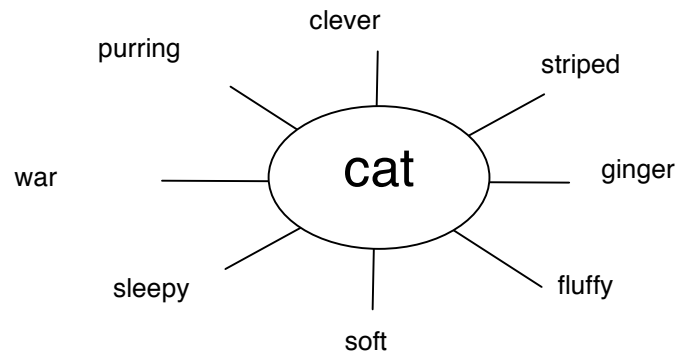 clever
purring
striped
cat
war
ginger
sleepy
fluffy
soft